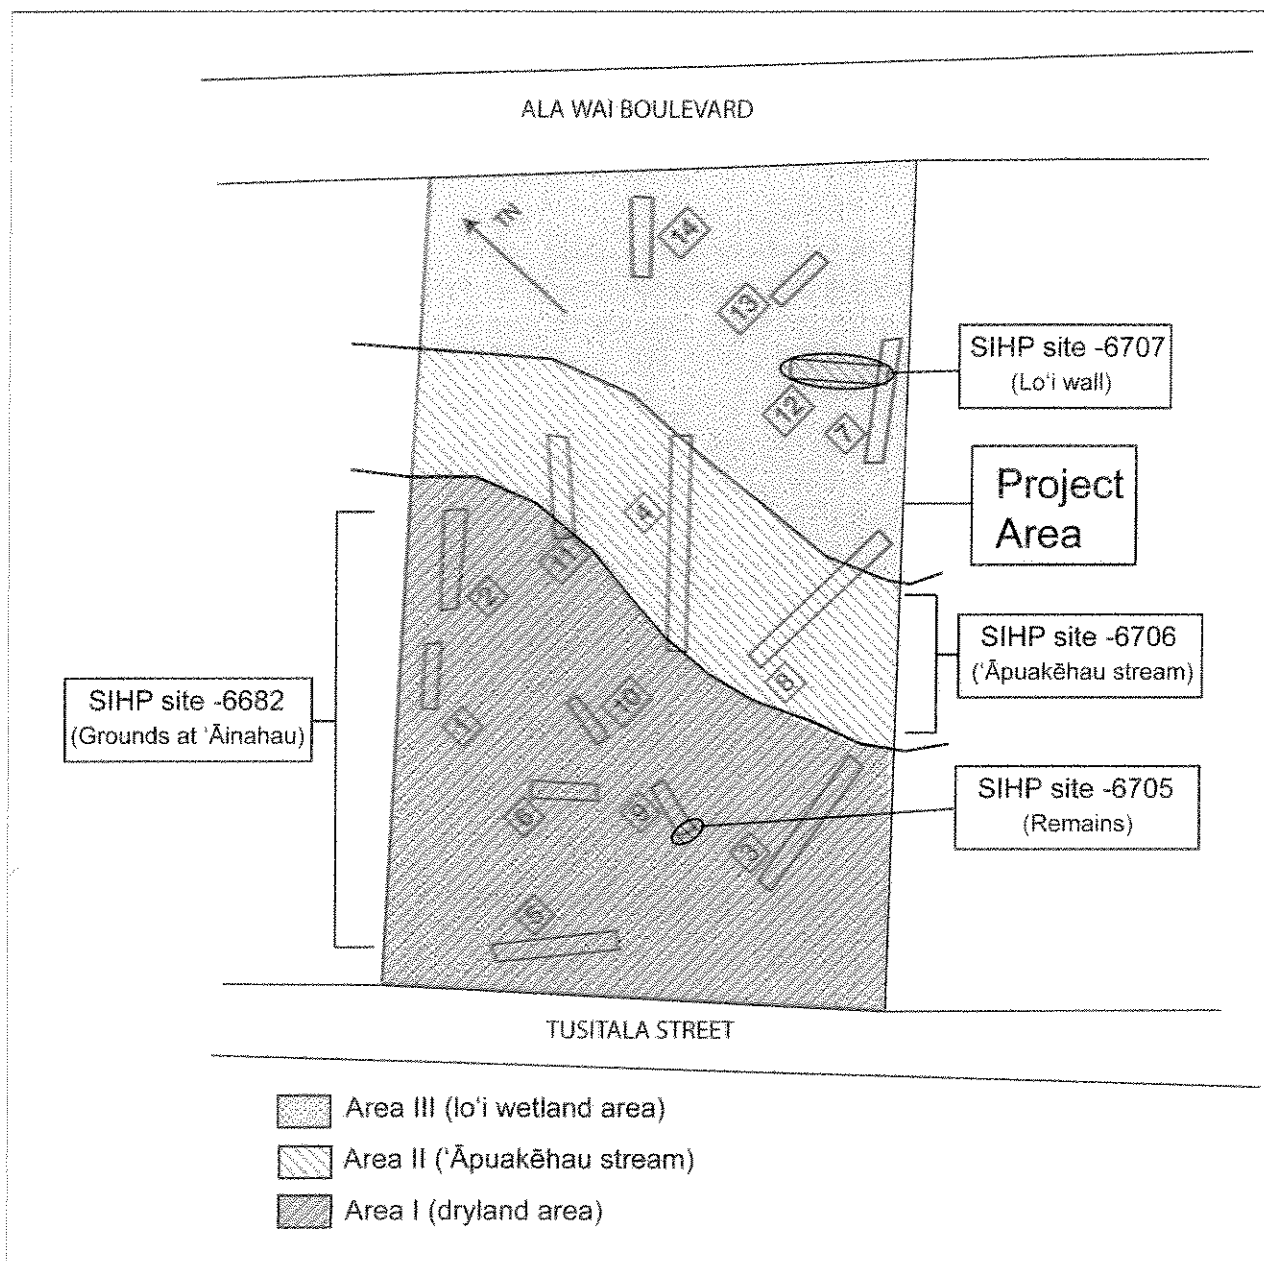 ALA WAI BOULEVARD
TN
14
13
SIHP site -6707
(Lo‘i wall)
12
7
Project
Area
4
11
2
SIHP site -6706
(‘Āpuakēhau stream)
8
SIHP site -6682
(Grounds at ‘Āinahau)
10
1
SIHP site -6705
(Remains)
6
9
3
5
TUSITALA STREET
Area III (lo‘i wetland area)
Area II (‘Āpuakēhau stream)
Area I (dryland area)